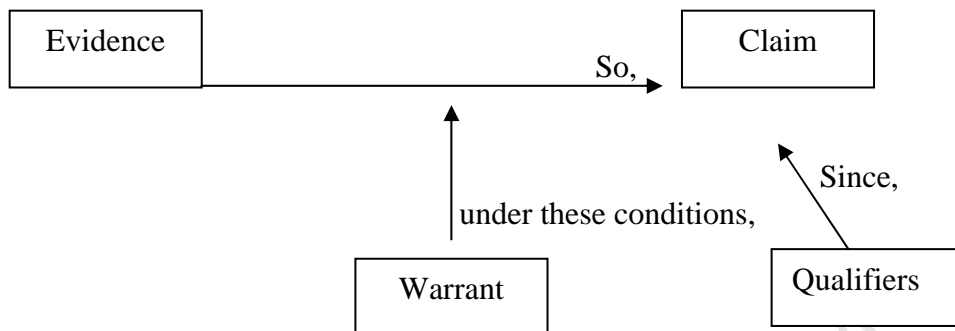 Evidence
Claim
So,
Since,
under these conditions,
Warrant
Qualifiers